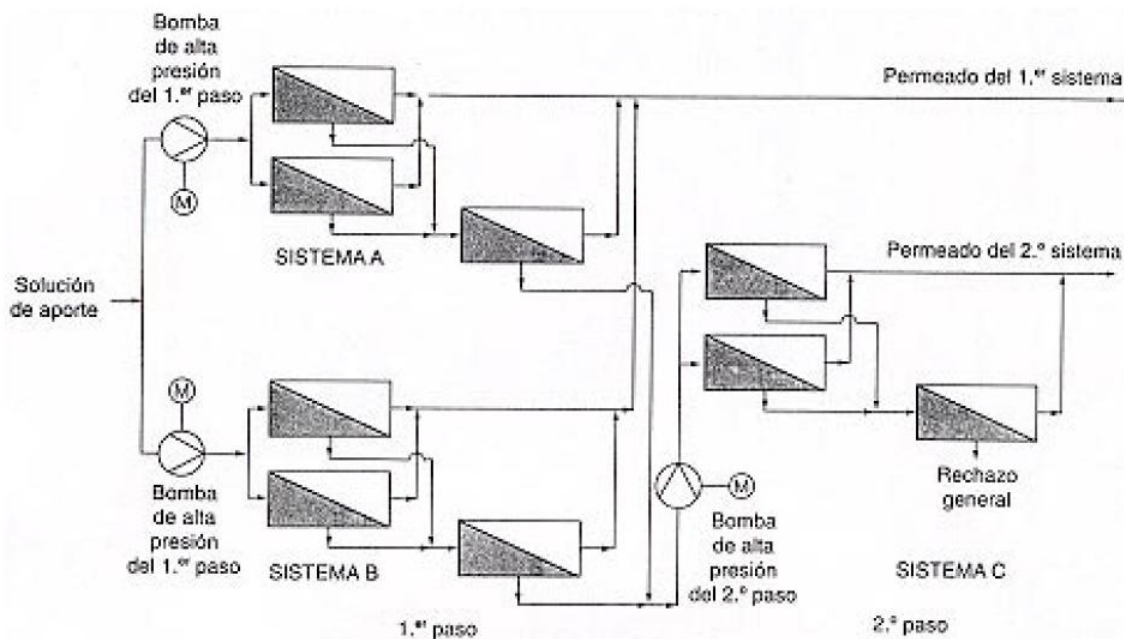 Bomba
de alta
presión
del 1.er paso
M
Permeado del 1.er sistema
SISTEMA A
Solución
de aporte
Permeado del 2.º sistema
M
Bomba
de alta
presión
del 1.er paso
SISTEMA B
M
Bomba
de alta
presión
del 2.º paso
Rechazo
general
SISTEMA C
1.er paso
2.º paso